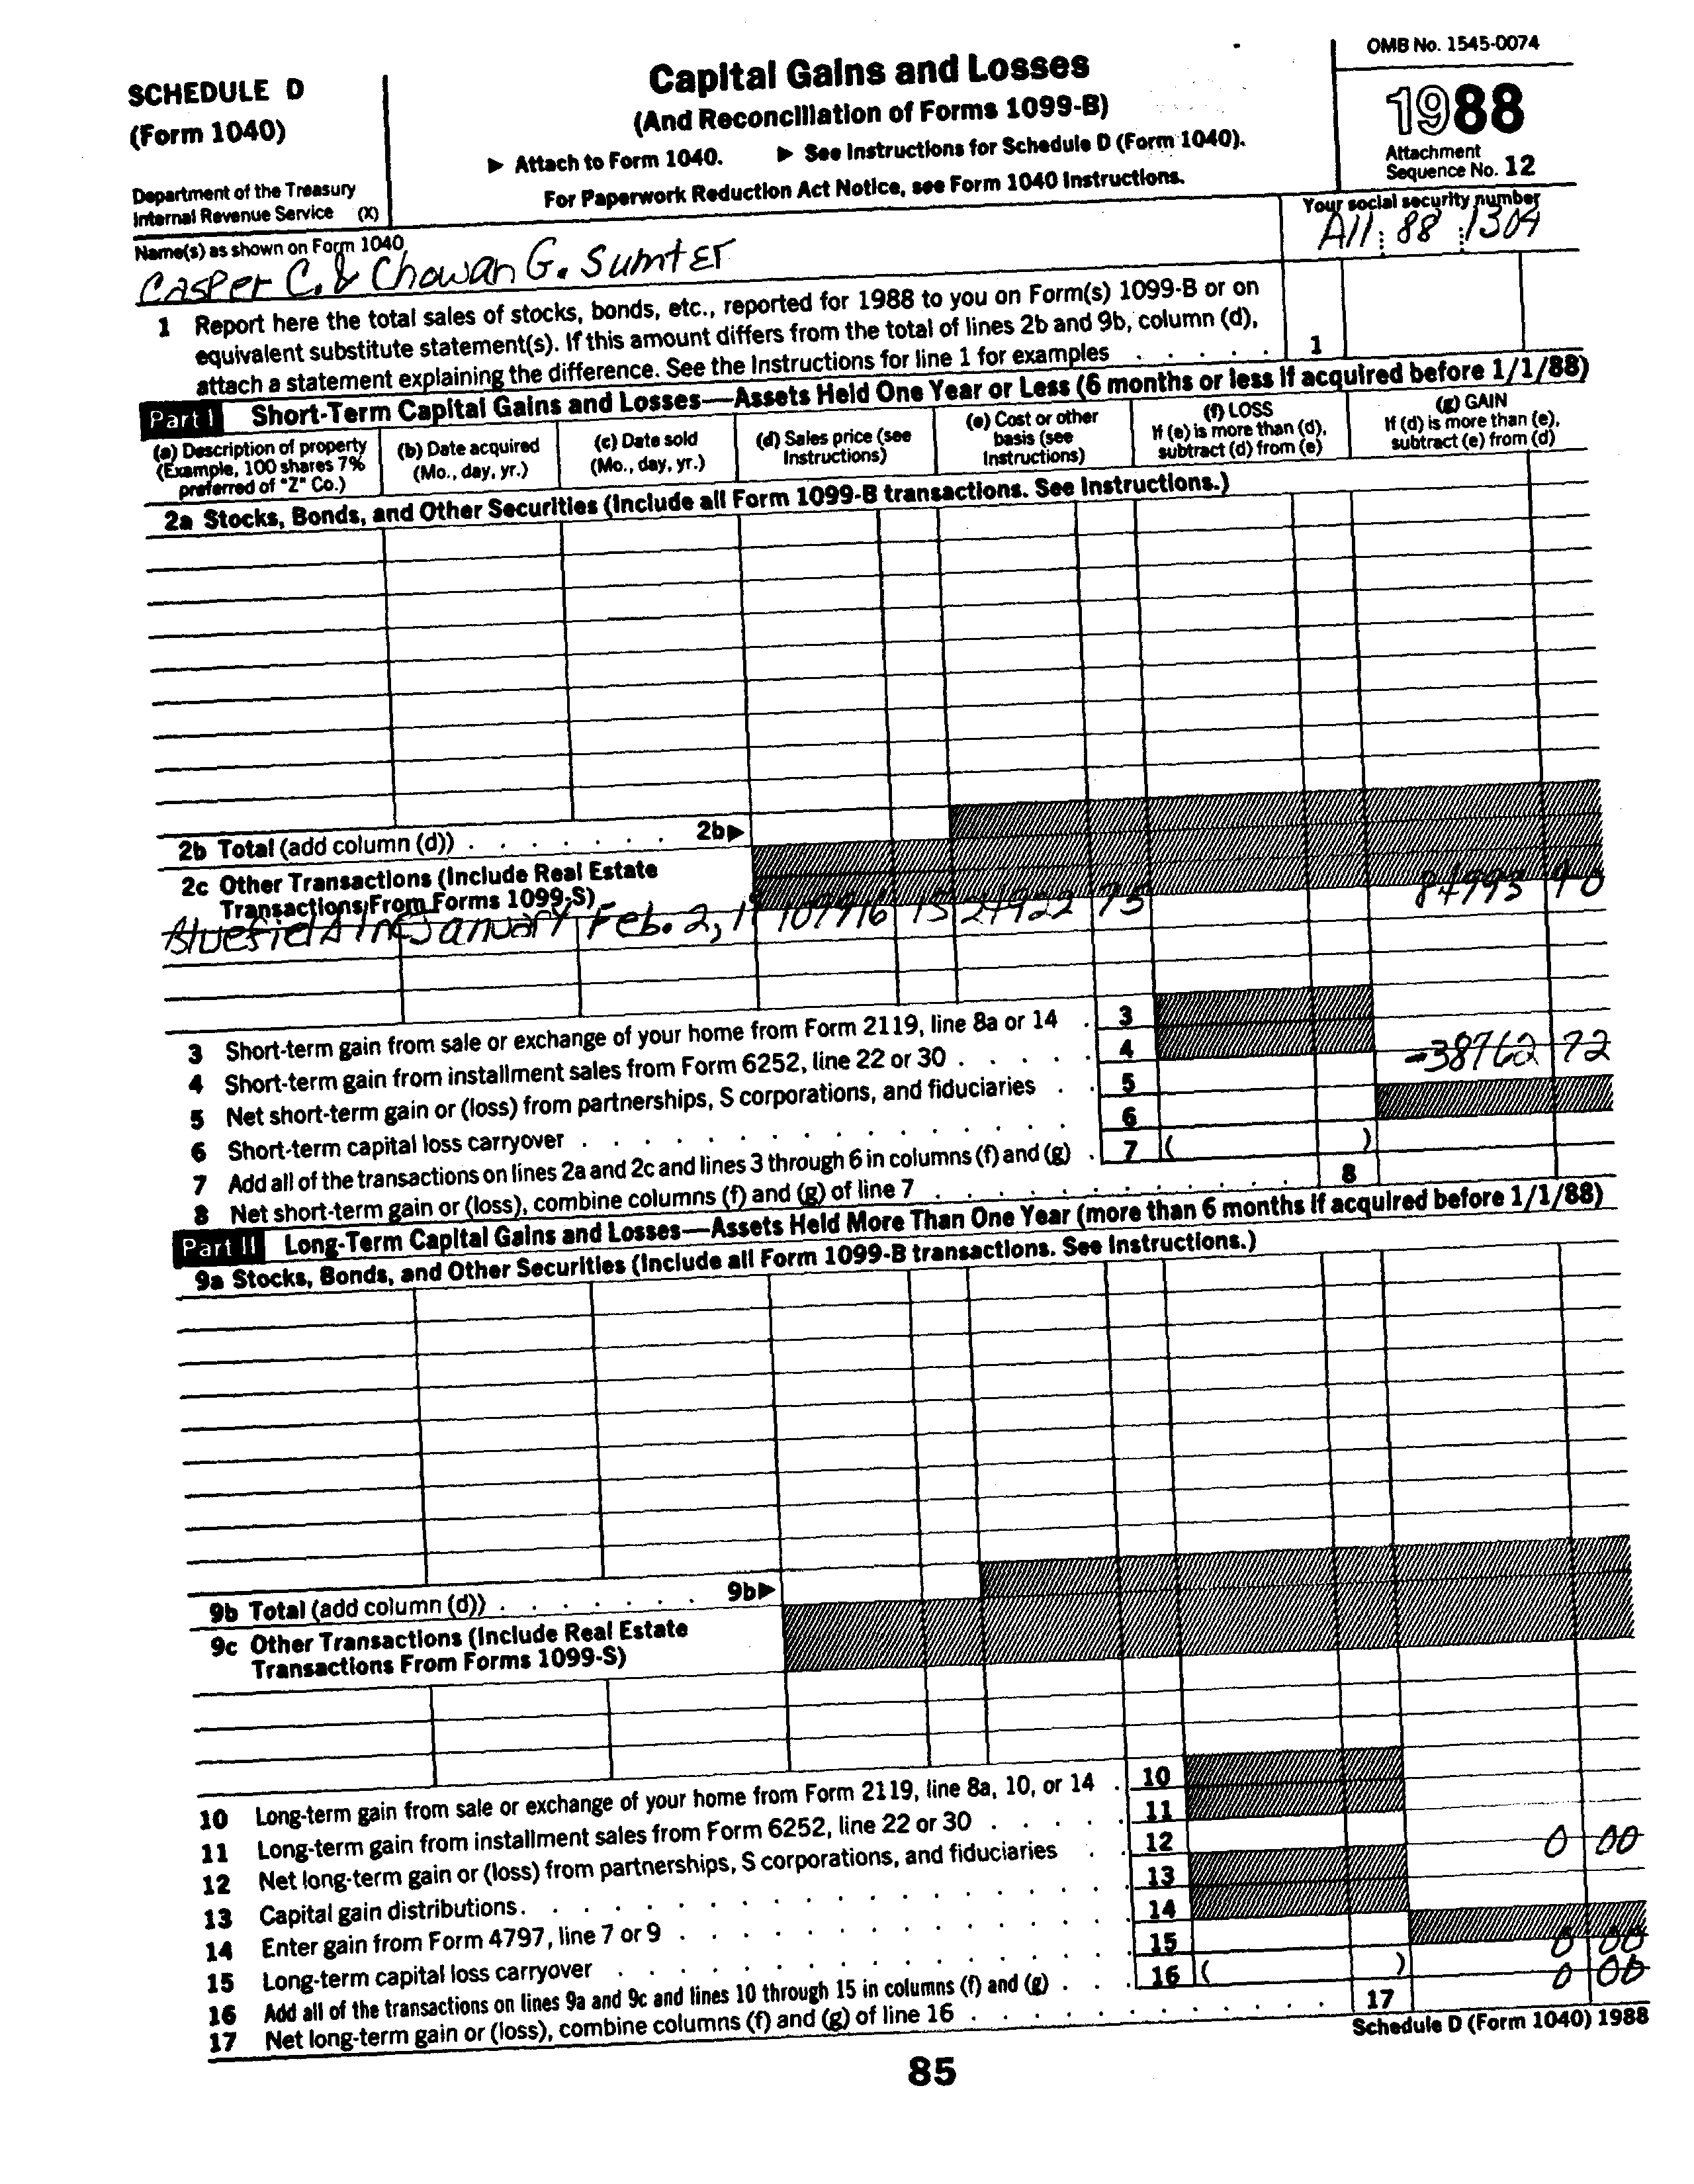 SCHEDULE D
(Form 1040)
Department of the Treasury
Internal Revenue Service (X)
Capital Gains and Losses
(And Reconciliation of Forms 1099-B)
▶ Attach to Form 1040. ▶ See Instructions for Schedule D (Form 1040).
For Paperwork Reduction Act Notice, see Form 1040 Instructions.
OMB No. 1545-0074
1988
Attachment
Sequence No. 12
Name(s) as shown on Form 1040
Casper C. & Chowan G. Sumter
Your social security number
A11 88 1304
1 Report here the total sales of stocks, bonds, etc., reported for 1988 to you on Form(s) 1099-B or on
equivalent substitute statement(s). If this amount differs from the total of lines 2b and 9b, column (d),
attach a statement explaining the difference. See the Instructions for line 1 for examples . . . . . 1
Part I Short-Term Capital Gains and Losses—Assets Held One Year or Less (6 months or less if acquired before 1/1/88)
(a) Description of property
(Example, 100 shares 7%
preferred of "Z" Co.)
(b) Date acquired
(Mo., day, yr.)
(c) Date sold
(Mo., day, yr.)
(d) Sales price (see
Instructions)
(e) Cost or other
basis (see
Instructions)
(f) LOSS
If (e) is more than (d),
subtract (d) from (e)
(g) GAIN
If (d) is more than (e),
subtract (e) from (d)
2a Stocks, Bonds, and Other Securities (Include all Form 1099-B transactions. See Instructions.)
2b Total (add column (d)) . . . . . . . 2b▶
2c Other Transactions (Include Real Estate
Transactions From Forms 1099-S)
January Feb. 2, 1 109916 15 24922 75 84993 40
3 Short-term gain from sale or exchange of your home from Form 2119, line 8a or 14 . 3
4 Short-term gain from installment sales from Form 6252, line 22 or 30 . . . . . 4
-38762 72
5 Net short-term gain or (loss) from partnerships, S corporations, and fiduciaries . . 5
6 Short-term capital loss carryover . . . . . . . . . . . . . . . 6
7 Add all of the transactions on lines 2a and 2c and lines 3 through 6 in columns (f) and (g) . 7 ( )
8 Net short-term gain or (loss), combine columns (f) and (g) of line 7 . . . . . . . . . . . . 8
Part II Long-Term Capital Gains and Losses—Assets Held More Than One Year (more than 6 months if acquired before 1/1/88)
9a Stocks, Bonds, and Other Securities (Include all Form 1099-B transactions. See Instructions.)
9b Total (add column (d)) . . . . . . . 9b▶
9c Other Transactions (Include Real Estate
Transactions From Forms 1099-S)
10 Long-term gain from sale or exchange of your home from Form 2119, line 8a, 10, or 14 . 10
11 Long-term gain from installment sales from Form 6252, line 22 or 30 . . . . . 11
12 Net long-term gain or (loss) from partnerships, S corporations, and fiduciaries . . 12 0 00
13 Capital gain distributions . . . . . . . . . . . . . . . . 13
14 Enter gain from Form 4797, line 7 or 9 . . . . . . . . . . . . 14
15 Long-term capital loss carryover . . . . . . . . . . . . . . 15 0 00
16 Add all of the transactions on lines 9a and 9c and lines 10 through 15 in columns (f) and (g) . . . 16 ( ) 0 00
17 Net long-term gain or (loss), combine columns (f) and (g) of line 16 . . . . . . . . . . . . 17
Schedule D (Form 1040) 1988
85